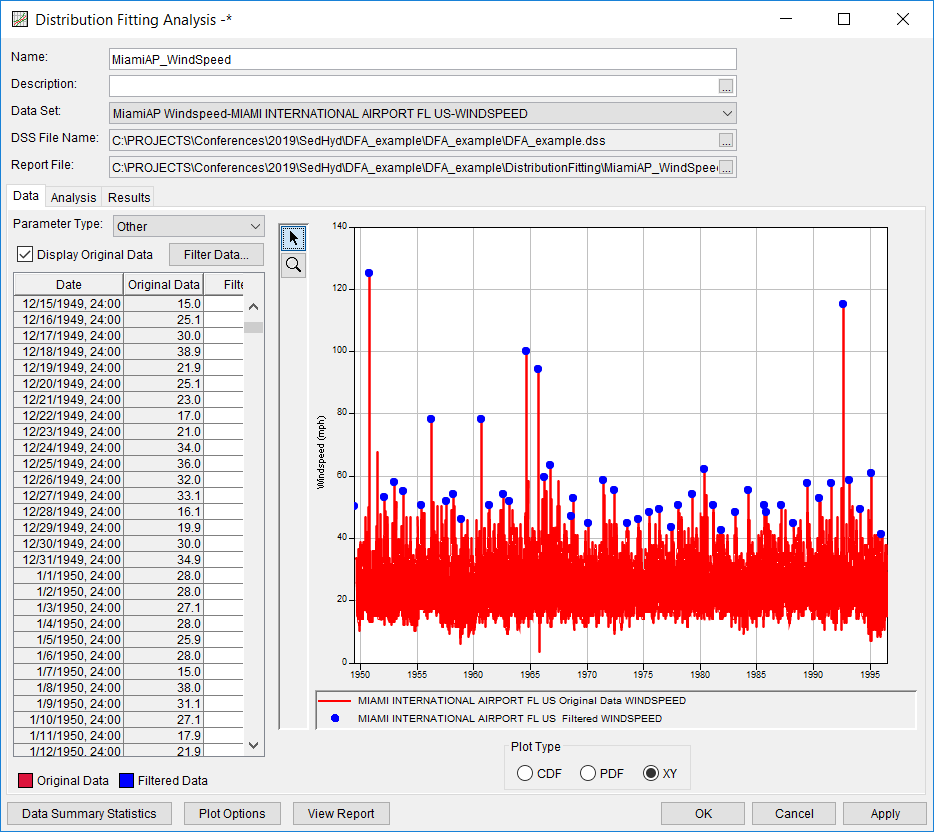 Distribution Fitting Analysis -*
Name: MiamiAP_WindSpeed
Description: ...
Data Set: MiamiAP Windspeed-MIAMI INTERNATIONAL AIRPORT FL US-WINDSPEED
DSS File Name: C:\PROJECTS\Conferences\2019\SedHyd\DFA_example\DFA_example\DFA_example.dss ...
Report File: C:\PROJECTS\Conferences\2019\SedHyd\DFA_example\DFA_example\DistributionFitting\MiamiAP_WindSpee ...
Data Analysis Results
Parameter Type: Other
Display Original Data Filter Data...
Date Original Data Filte
12/15/1949, 24:00 15.0
12/16/1949, 24:00 25.1
12/17/1949, 24:00 30.0
12/18/1949, 24:00 38.9
12/19/1949, 24:00 21.9
12/20/1949, 24:00 25.1
12/21/1949, 24:00 23.0
12/22/1949, 24:00 17.0
12/23/1949, 24:00 21.0
12/24/1949, 24:00 34.0
12/25/1949, 24:00 36.0
12/26/1949, 24:00 32.0
12/27/1949, 24:00 33.1
12/28/1949, 24:00 16.1
12/29/1949, 24:00 19.9
12/30/1949, 24:00 30.0
12/31/1949, 24:00 34.9
1/1/1950, 24:00 28.0
1/2/1950, 24:00 28.0
1/3/1950, 24:00 27.1
1/4/1950, 24:00 28.0
1/5/1950, 24:00 25.9
1/6/1950, 24:00 28.0
1/7/1950, 24:00 15.0
1/8/1950, 24:00 38.0
1/9/1950, 24:00 31.1
1/10/1950, 24:00 27.1
1/11/1950, 24:00 17.9
1/12/1950, 24:00 21.9
Original Data Filtered Data
Windspeed (mph)
140
120
100
80
60
40
20
0
1950 1955 1960 1965 1970 1975 1980 1985 1990 1995
MIAMI INTERNATIONAL AIRPORT FL US Original Data WINDSPEED
MIAMI INTERNATIONAL AIRPORT FL US Filtered WINDSPEED
Plot Type
CDF PDF XY
Data Summary Statistics Plot Options View Report OK Cancel Apply